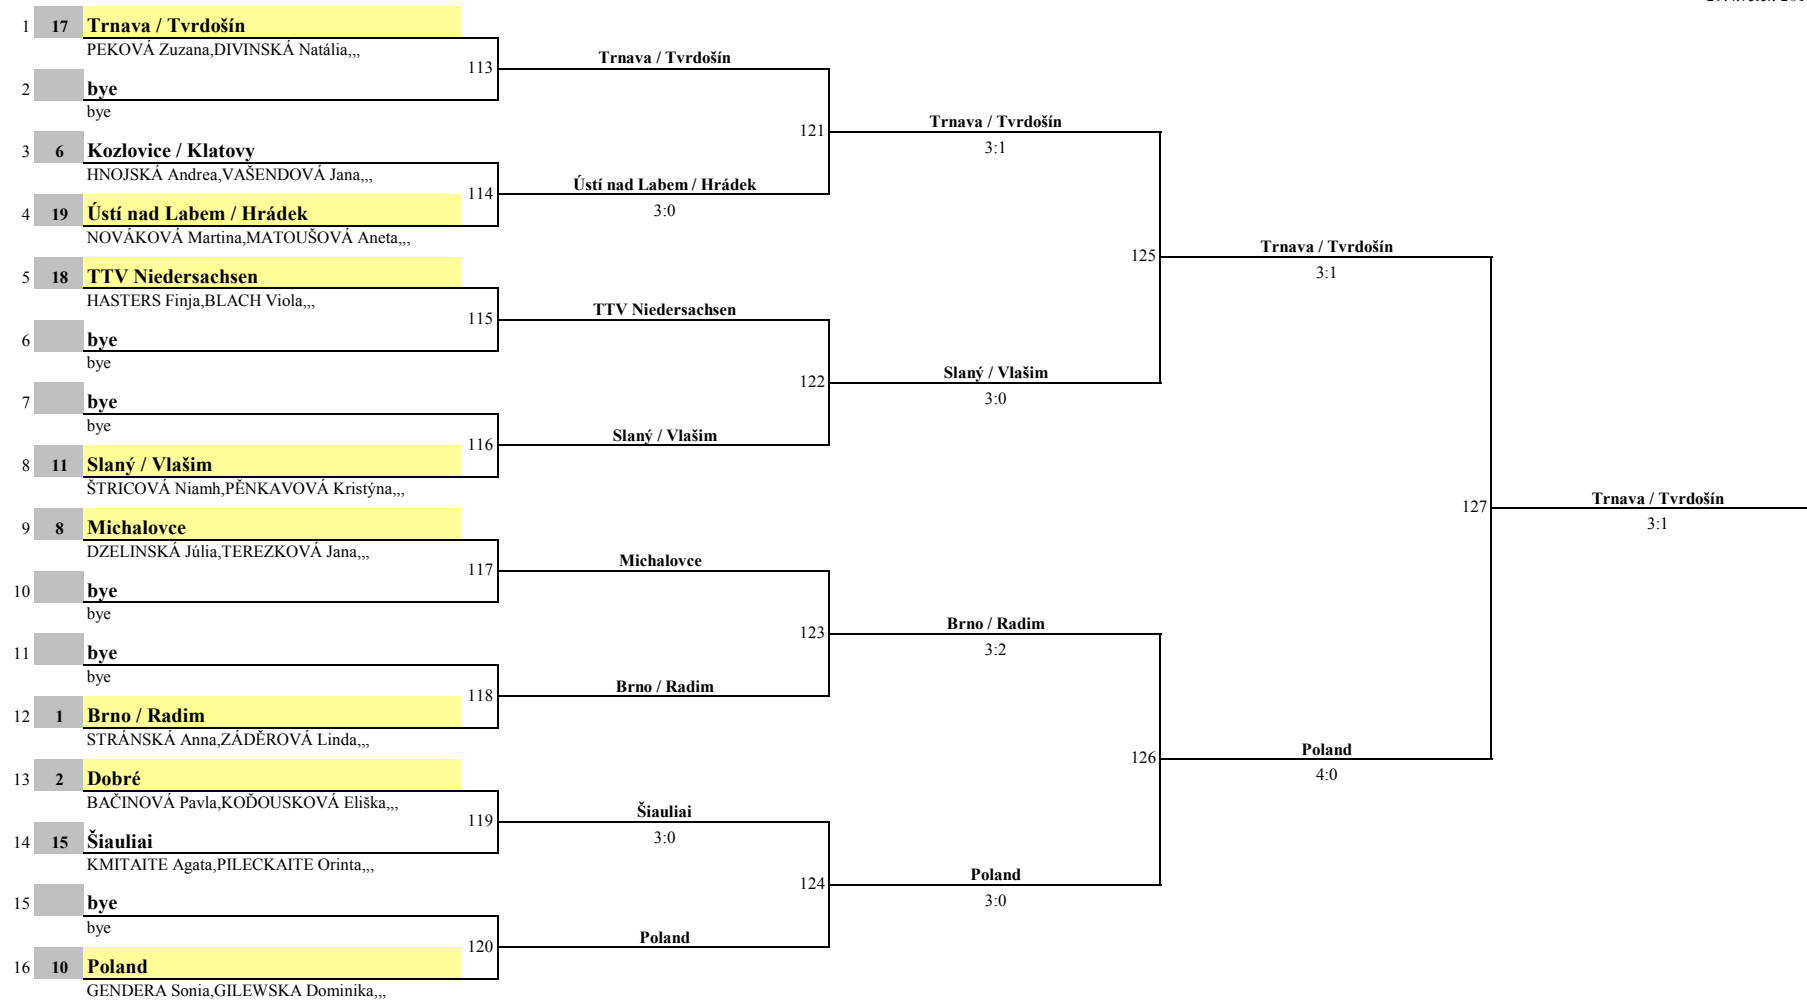 1 17 Trnava / Tvrdošín
PEKOVÁ Zuzana,DIVINSKÁ Natália,,,
113
Trnava / Tvrdošín
2 bye
bye
121
Trnava / Tvrdošín
3:1
3 6 Kozlovice / Klatovy
HNOJSKÁ Andrea,VAŠENDOVÁ Jana,,,
114
Ústí nad Labem / Hrádek
3:0
4 19 Ústí nad Labem / Hrádek
NOVÁKOVÁ Martina,MATOUŠOVÁ Aneta,,,
125
Trnava / Tvrdošín
3:1
5 18 TTV Niedersachsen
HASTERS Finja,BLACH Viola,,,
115
TTV Niedersachsen
6 bye
bye
122
Slaný / Vlašim
3:0
7 bye
bye
116
Slaný / Vlašim
8 11 Slaný / Vlašim
ŠTRICOVÁ Niamh,PĚNKAVOVÁ Kristýna,,,
127
Trnava / Tvrdošín
3:1
9 8 Michalovce
DZELINSKÁ Júlia,TEREZKOVÁ Jana,,,
117
Michalovce
10 bye
bye
123
Brno / Radim
3:2
11 bye
bye
118
Brno / Radim
12 1 Brno / Radim
STRÁNSKÁ Anna,ZÁDĚROVÁ Linda,,,
126
Poland
4:0
13 2 Dobré
BAČINOVÁ Pavla,KOĎOUSKOVÁ Eliška,,,
119
Šiauliai
3:0
14 15 Šiauliai
KMITAITE Agata,PILECKAITE Orinta,,,
124
Poland
3:0
15 bye
bye
120
Poland
16 10 Poland
GENDERA Sonia,GILEWSKA Dominika,,,